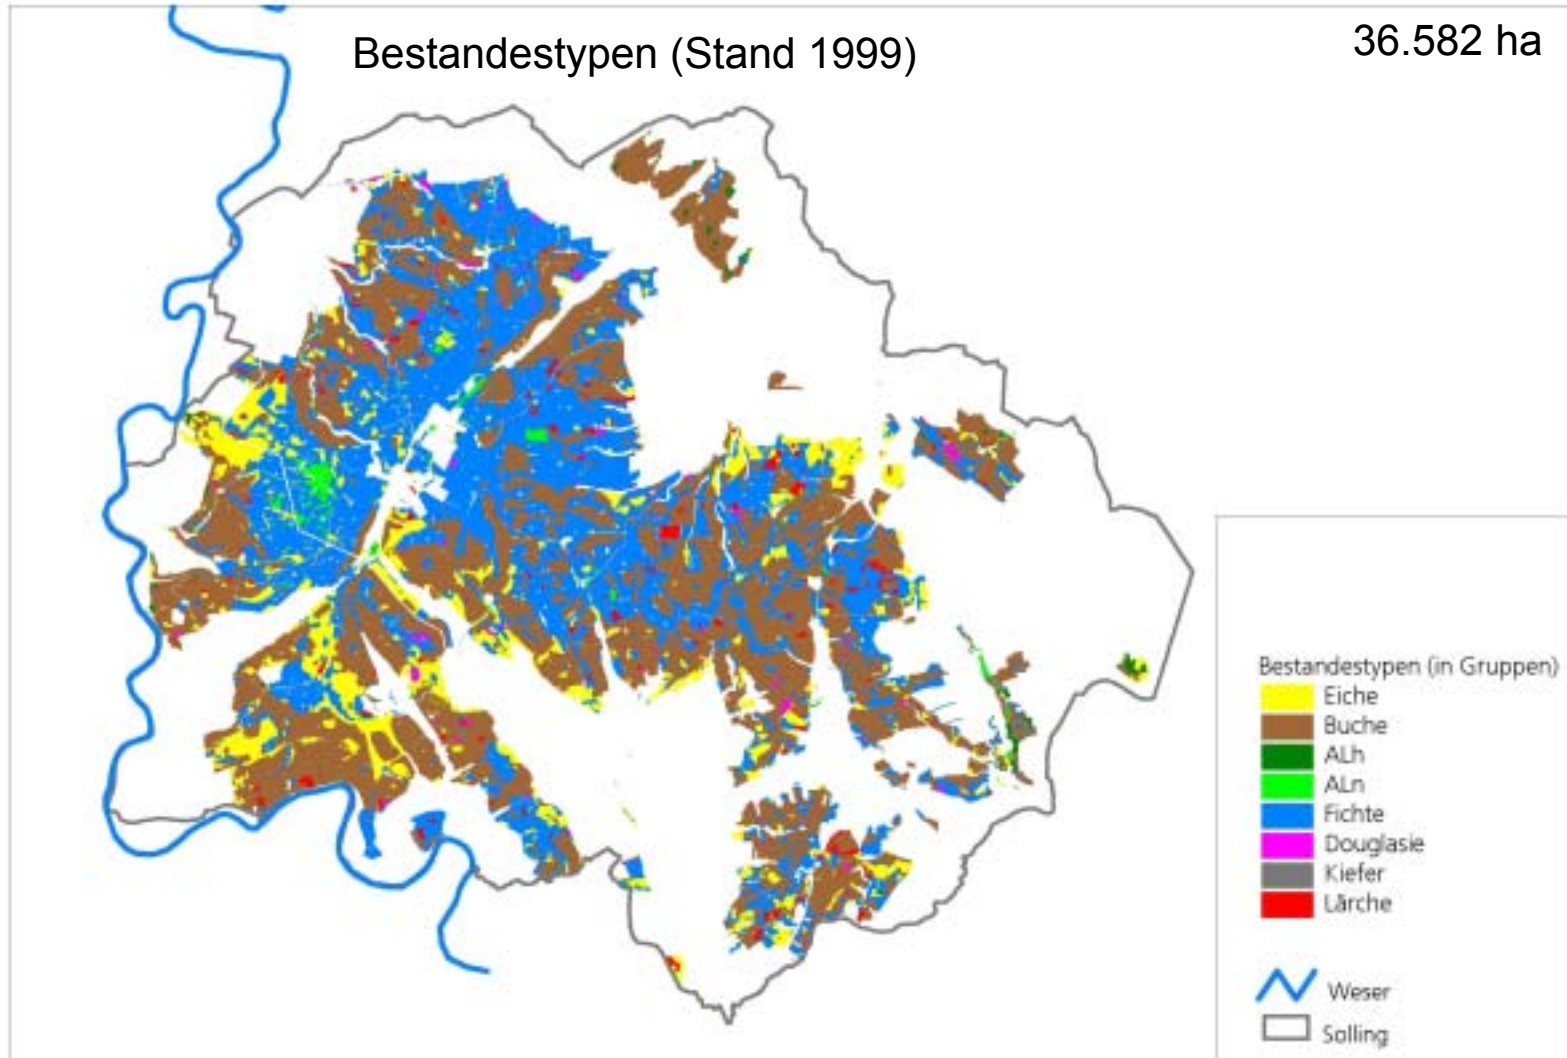 Bestandestypen (Stand 1999)
36.582 ha
Bestandestypen (in Gruppen)
Eiche
Buche
ALh
ALn
Fichte
Douglasie
Kiefer
Lärche
Weser
Solling